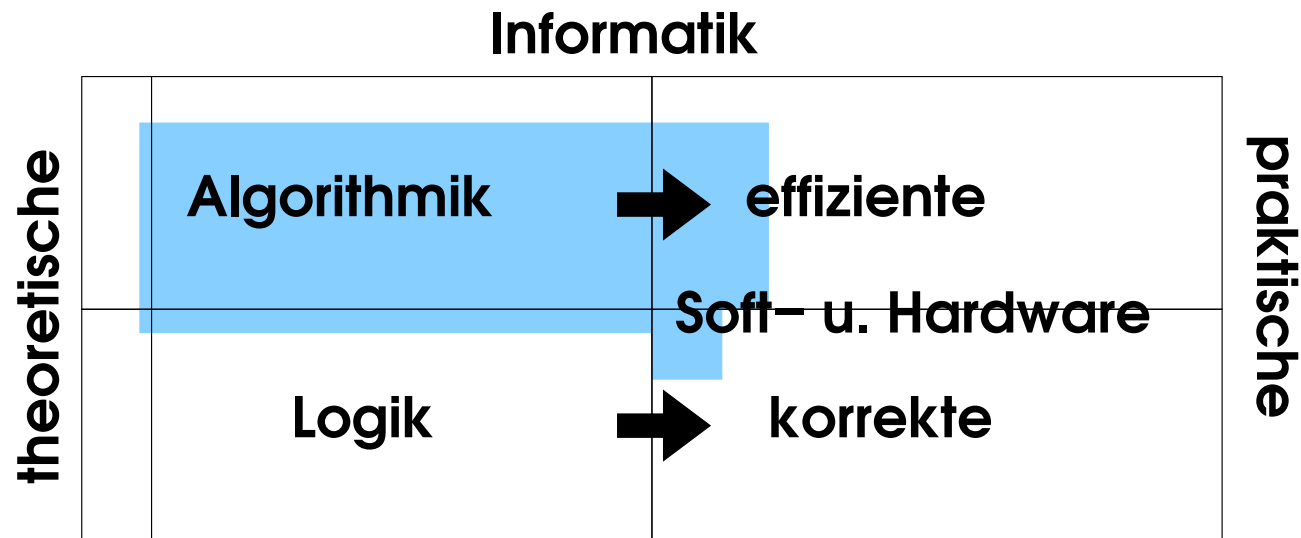 Informatik
theoretische
praktische
Algorithmik
effiziente
Soft- u. Hardware
Logik
korrekte